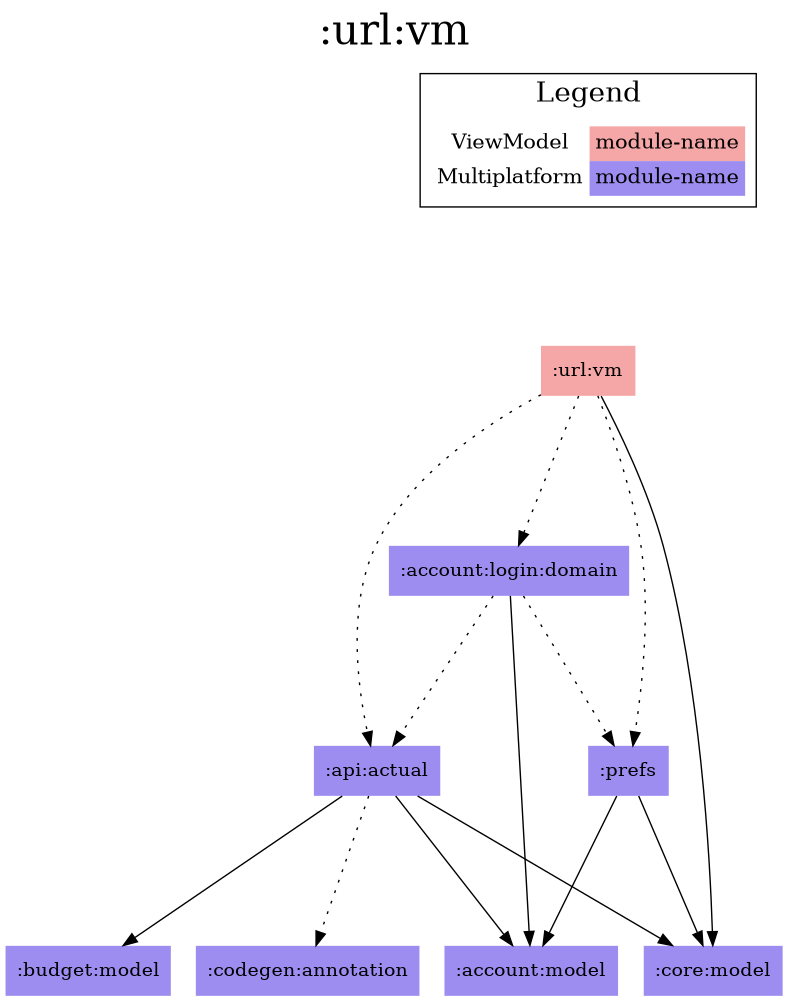 :url:vm
Legend
ViewModel module-name
Multiplatform module-name
:url:vm
:account:login:domain
:api:actual :prefs
:budget:model :codegen:annotation :account:model :core:model